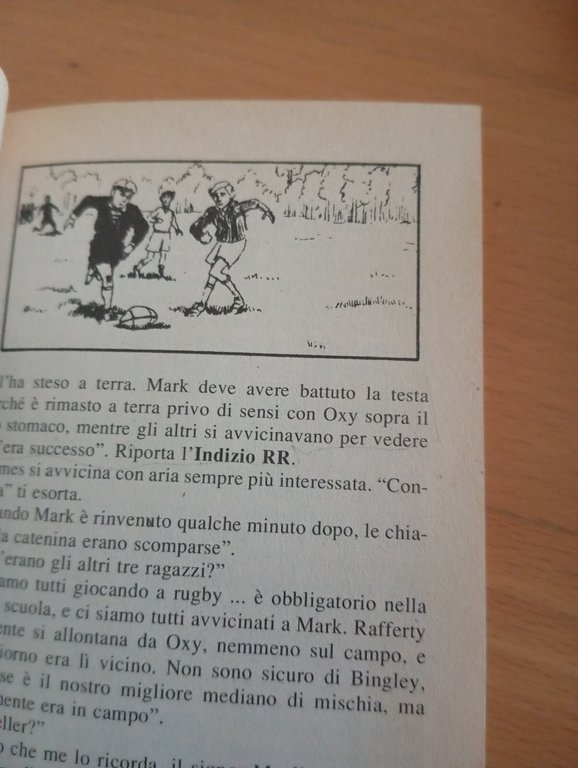 l'ha steso a terra. Mark deve avere battuto la testa
ché è rimasto a terra privo di sensi con Oxy sopra il
stomaco, mentre gli altri si avvicinavano per vedere
era successo". Riporta l'Indizio RR.
mes si avvicina con aria sempre più interessata. "Con-
" ti esorta.
ando Mark è rinvenuto qualche minuto dopo, le chia-
la catenina erano scomparse".
'erano gli altri tre ragazzi?"
amo tutti giocando a rugby ... è obbligatorio nella
scuola, e ci siamo tutti avvicinati a Mark. Rafferty
ente si allontana da Oxy, nemmeno sul campo, e
iorno era lì vicino. Non sono sicuro di Bingley,
se è il nostro migliore mediano di mischia, ma
mente era in campo".
eller?"
che me lo ricorda, il